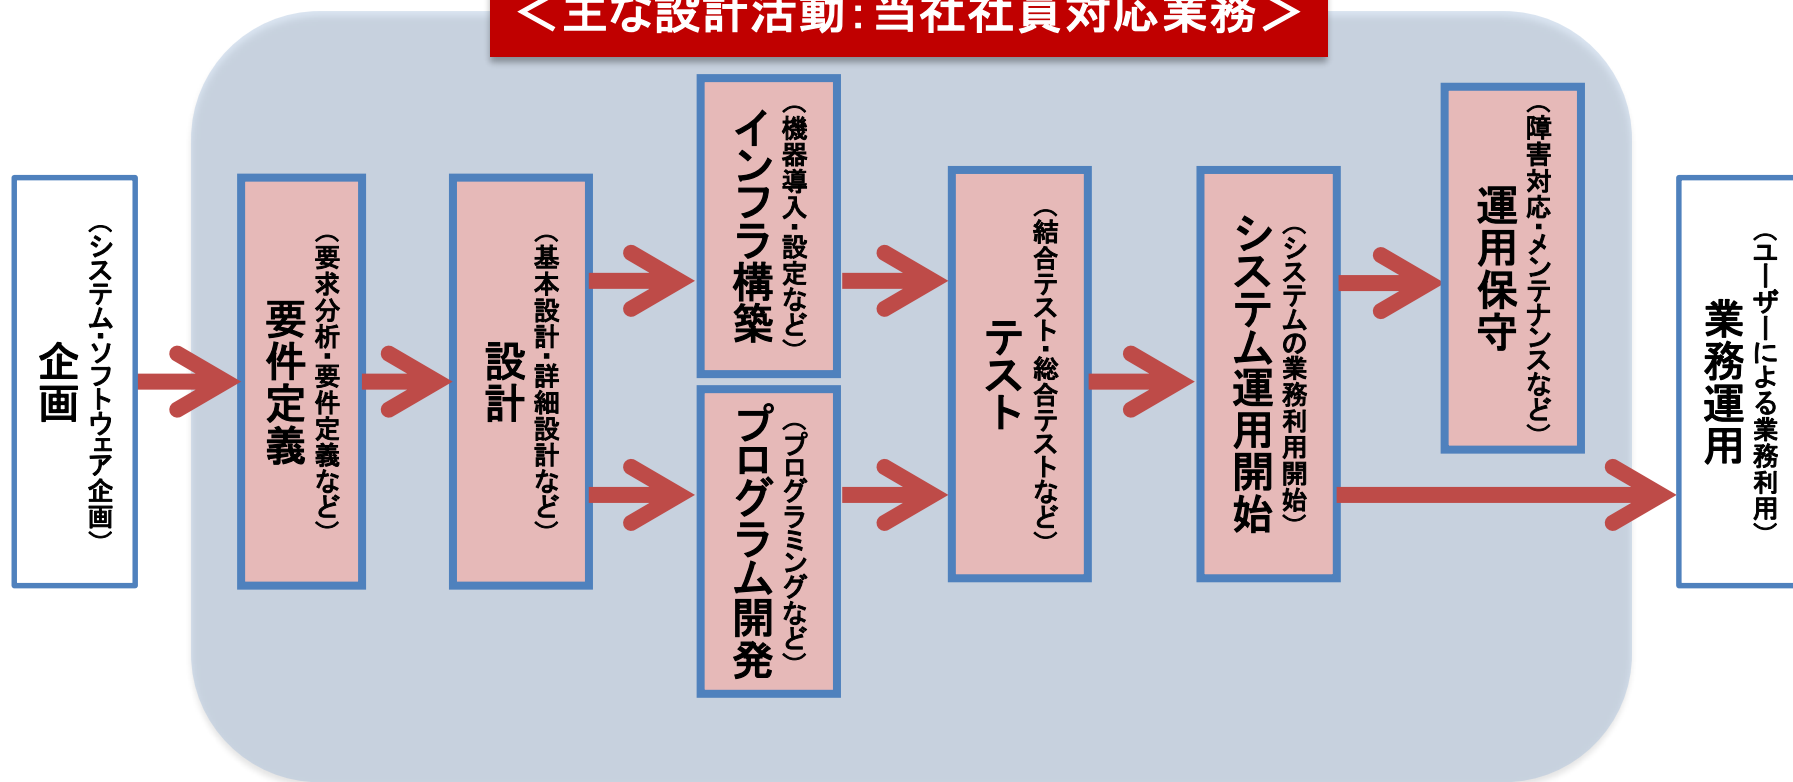 ＜主な設計活動：当社社員対応業務＞
企画
（システム・ソフトウェア企画）
要件定義
（要求分析・要件定義など）
設計
（基本設計・詳細設計など）
インフラ構築
（機器導入・設定など）
プログラム開発
（プログラミングなど）
テスト
（結合テスト・総合テストなど）
システム運用開始
（システムの業務利用開始）
運用保守
（障害対応・メンテナンスなど）
業務運用
（ユーザーによる業務利用）